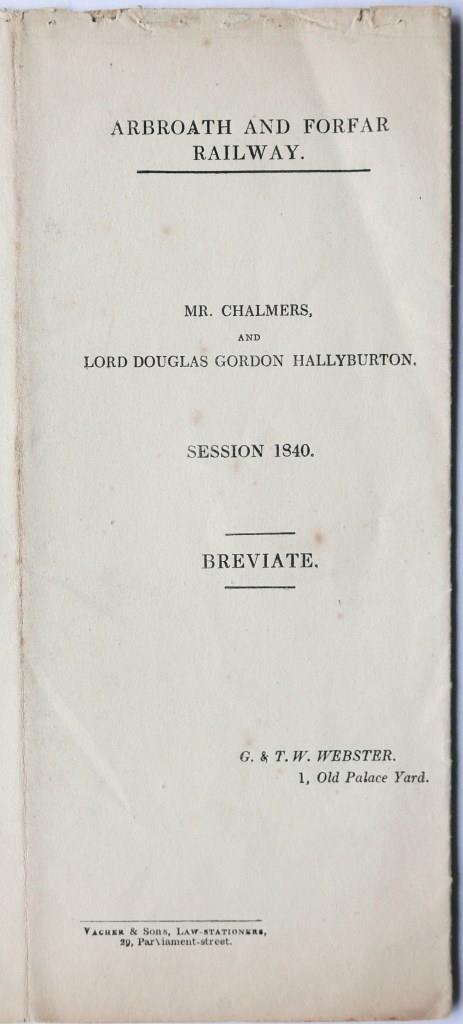 ARBROATH AND FORFAR
RAILWAY.
MR. CHALMERS,
AND
LORD DOUGLAS GORDON HALLYBURTON.
SESSION 1840.
BREVIATE.
G. & T. W. WEBSTER.
1, Old Palace Yard.
VACHER & SONS, LAW-STATIONERS,
29, Parliament-street.